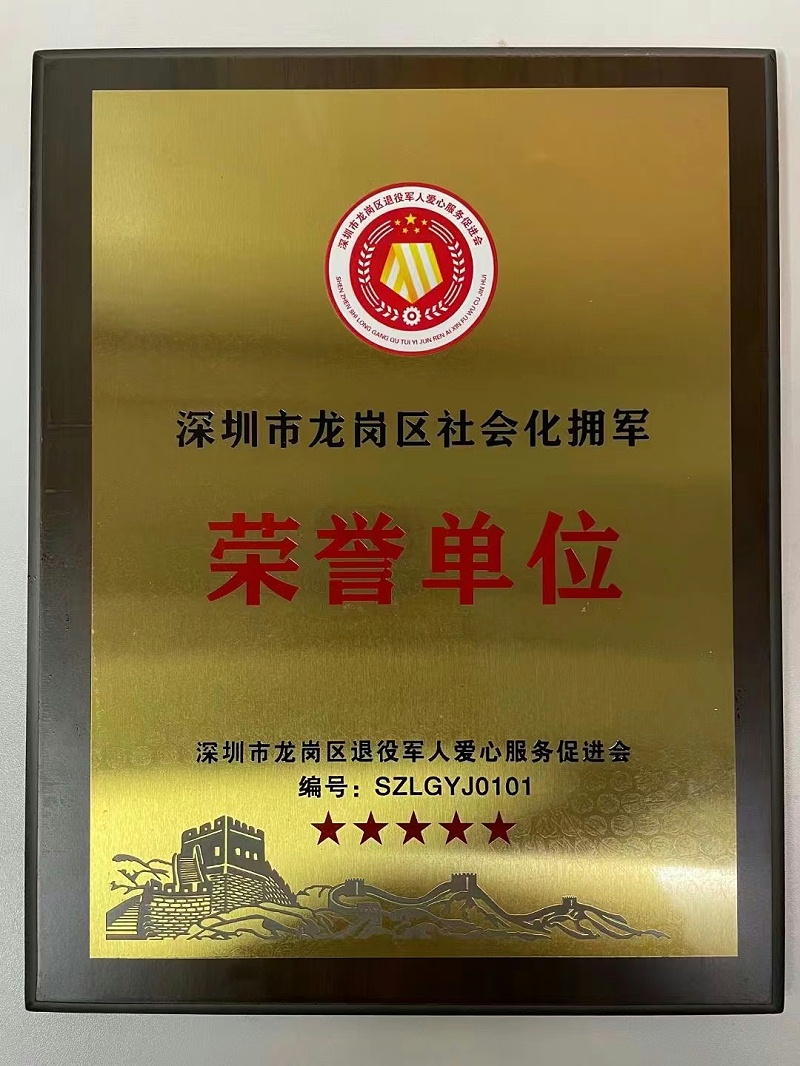 深圳市龙岗区退役军人爱心服务促进会
SHEN ZHEN SHI LONG GANG QU TUI YI JUN REN AI XIN FU WU CU JIN HUI
深圳市龙岗区社会化拥军
荣誉单位
深圳市龙岗区退役军人爱心服务促进会
编号：SZLGYJ0101